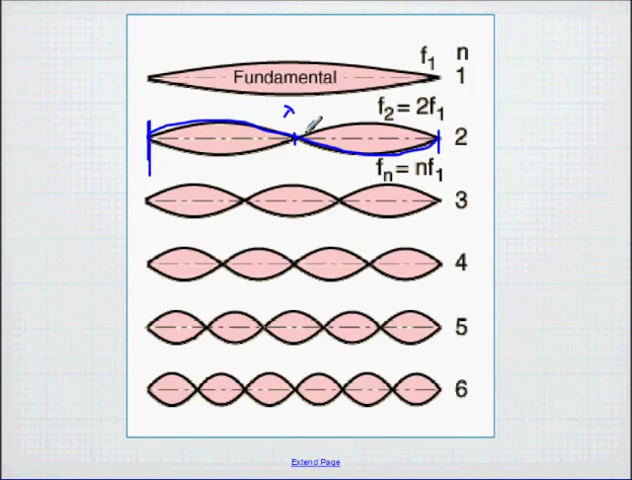 f₁ n
Fundamental 1
λ
f₂ = 2f₁
2
fₙ = nf₁
3
4
5
6
Extend Page